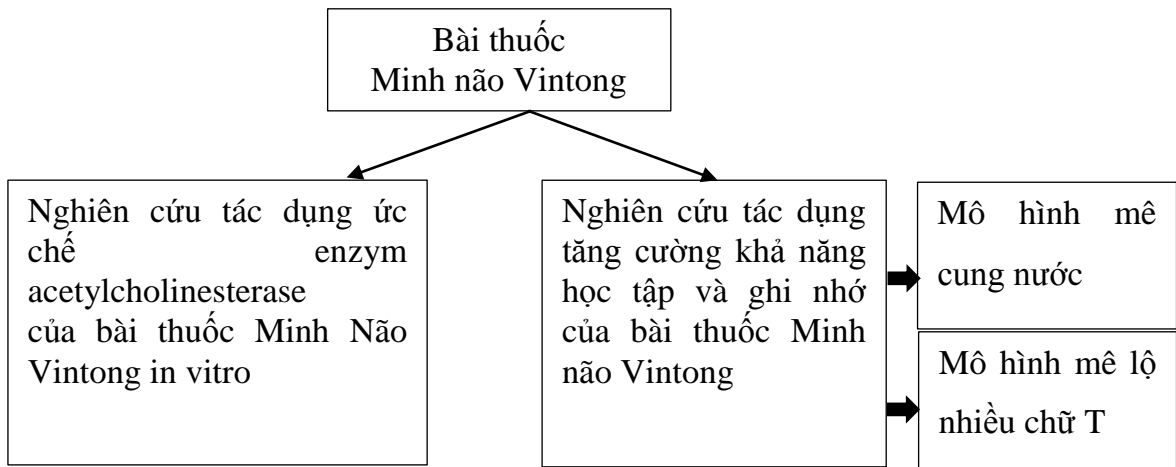 Bài thuốc
Minh não Vintong
Nghiên cứu tác dụng ức
chế enzym
acetylcholinesterase
của bài thuốc Minh Não
Vintong in vitro
Nghiên cứu tác dụng
tăng cường khả năng
học tập và ghi nhớ
của bài thuốc Minh
não Vintong
Mô hình mê
cung nước
Mô hình mê lộ
nhiều chữ T